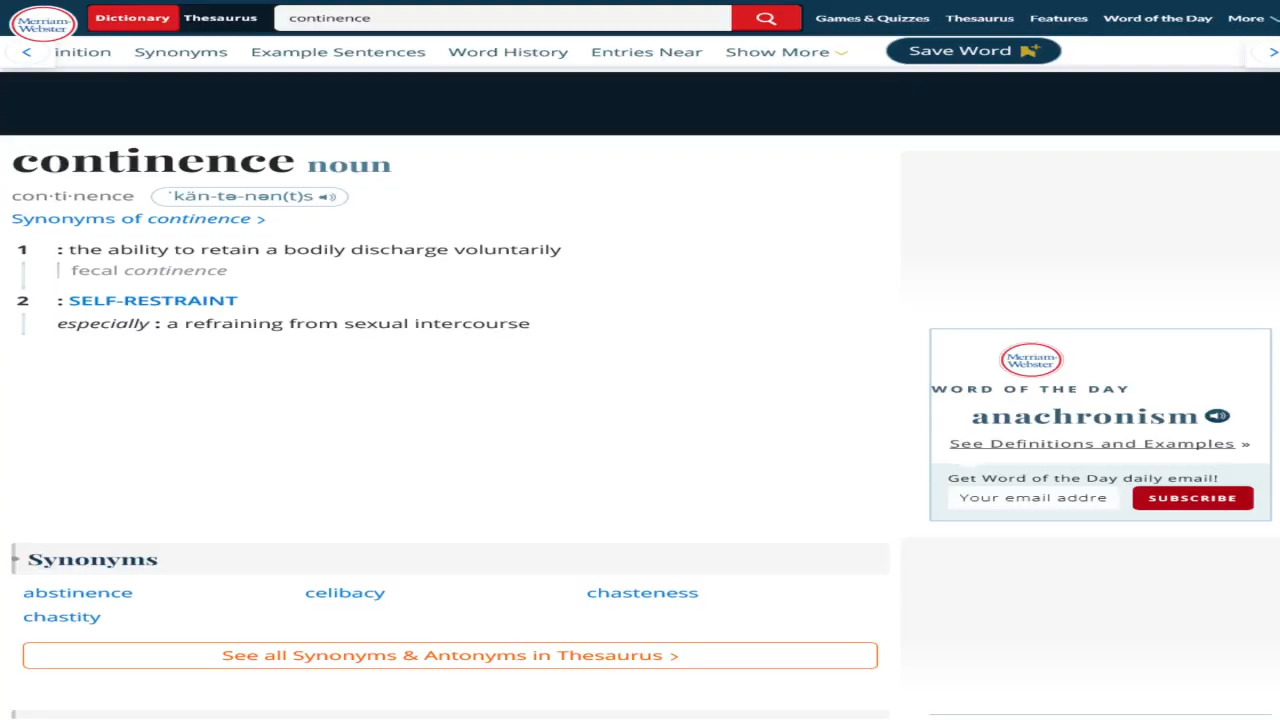 Merriam-
Webster
Dictionary
Thesaurus
continence
Games & Quizzes
Thesaurus
Features
Word of the Day
More
inition
Synonyms
Example Sentences
Word History
Entries Near
Show More
Save Word
continence noun
con·ti·nence
ˈkän-tə-nən(t)s
Synonyms of continence >
1 : the ability to retain a bodily discharge voluntarily
fecal continence
2 : SELF-RESTRAINT
especially : a refraining from sexual intercourse
Merriam-
Webster
WORD OF THE DAY
anachronism
See Definitions and Examples »
Get Word of the Day daily email!
Your email addre
SUBSCRIBE
Synonyms
abstinence
celibacy
chasteness
chastity
See all Synonyms & Antonyms in Thesaurus >